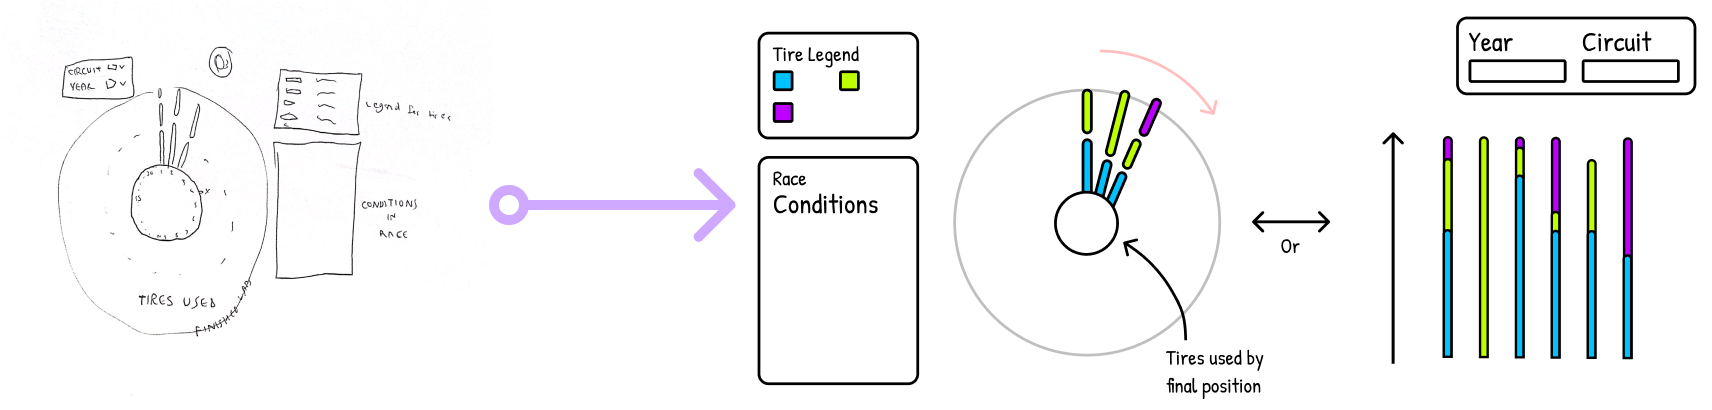 CIRCUIT
YEAR
Legend for tires
CONDITIONS
IN
RACE
TIRES USED
FINISHED LAP
Tire Legend
Race
Conditions
Tires used by
final position
Or
Year Circuit